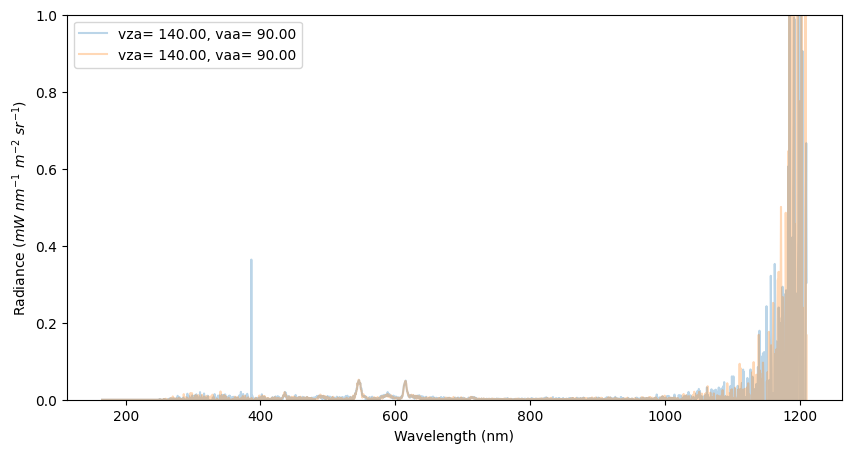 vza= 140.00, vaa= 90.00
vza= 140.00, vaa= 90.00
Radiance (mW nm⁻¹ m⁻² sr⁻¹)
1.0
0.8
0.6
0.4
0.2
0.0
200 400 600 800 1000 1200
Wavelength (nm)